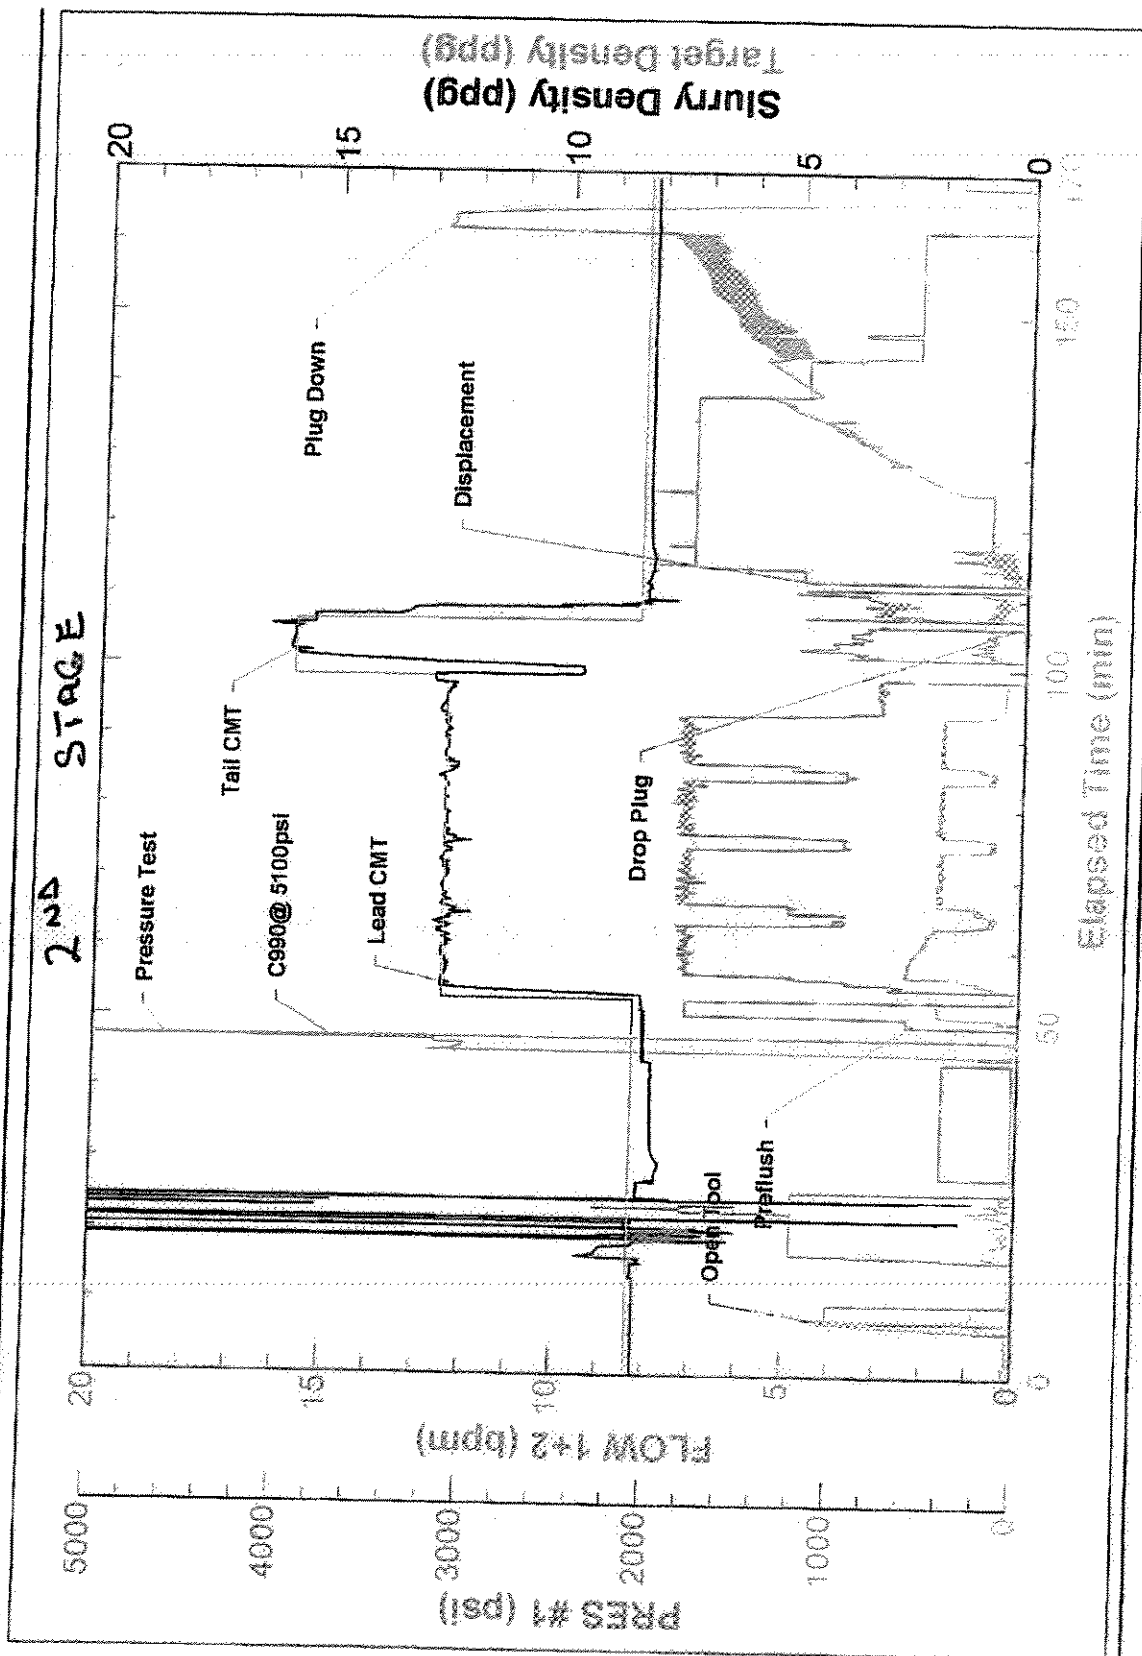 2ND STAGE
Pressure Test
C990@ 5100psi
Lead CMT
Tail CMT
Plug Down
Displacement
Drop Plug
Preflush
Open Tool
PRES #1 (psi)
5000
4000
3000
2000
1000
0
FLOW 1+2 (bpm)
20
15
10
5
0
Slurry Density (ppg)
Target Density (ppg)
20
15
10
5
0
0
50
100
150
170
Elapsed Time (min)